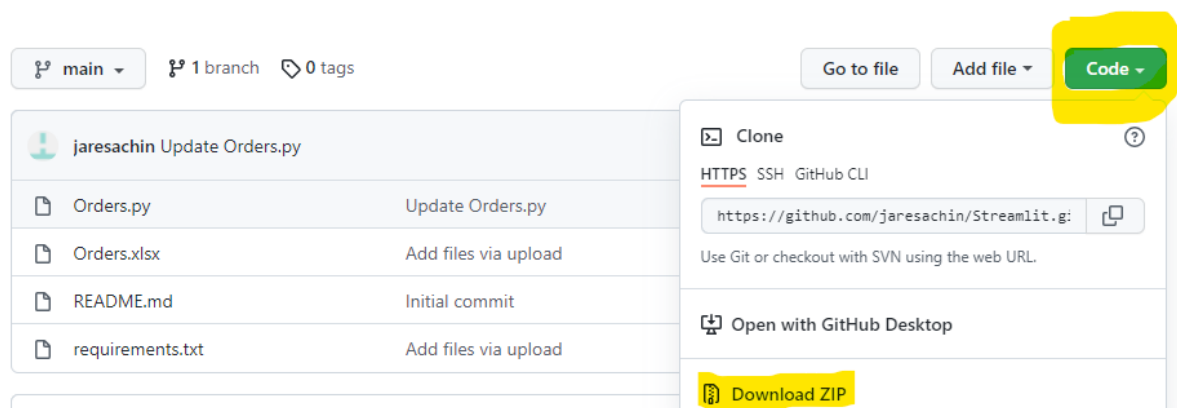 main 1 branch 0 tags Go to file Add file Code
jaresachin Update Orders.py
Orders.py Update Orders.py
Orders.xlsx Add files via upload
README.md Initial commit
requirements.txt Add files via upload
Clone
HTTPS SSH GitHub CLI
https://github.com/jaresachin/Streamlit.gi
Use Git or checkout with SVN using the web URL.
Open with GitHub Desktop
Download ZIP